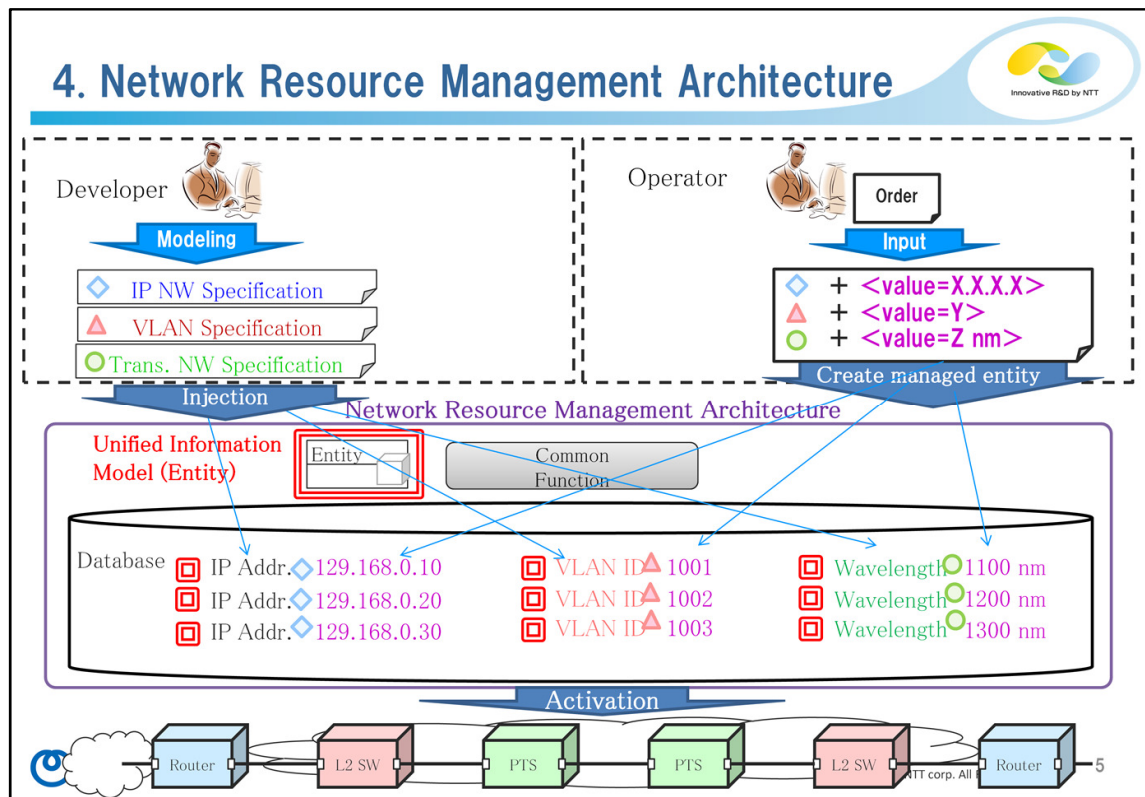 4. Network Resource Management Architecture
Innovative R&D by NTT
Developer
Modeling
IP NW Specification
VLAN Specification
Trans. NW Specification
Injection
Operator
Order
Input
+ <value=X.X.X.X>
+ <value=Y>
+ <value=Z nm>
Create managed entity
Network Resource Management Architecture
Unified Information
Model (Entity)
Entity
Common
Function
Database
IP Addr. 129.168.0.10
VLAN ID 1001
Wavelength 1100 nm
IP Addr. 129.168.0.20
VLAN ID 1002
Wavelength 1200 nm
IP Addr. 129.168.0.30
VLAN ID 1003
Wavelength 1300 nm
Activation
Router
L2 SW
PTS
PTS
L2 SW
Router
NTT corp. All
5